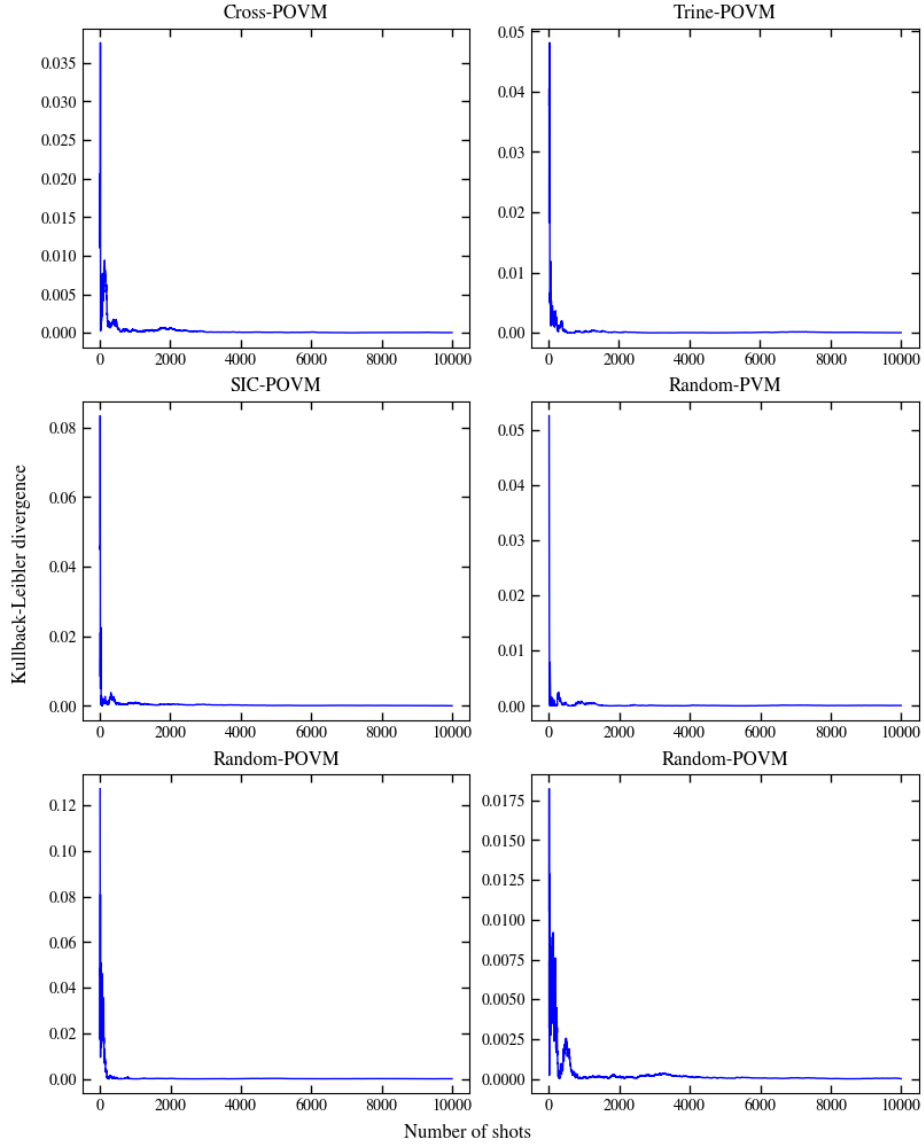 Cross-POVM
Trine-POVM
0.035
0.030
0.025
0.020
0.015
0.010
0.005
0.000
0.05
0.04
0.03
0.02
0.01
0.00
0 2000 4000 6000 8000 10000
0 2000 4000 6000 8000 10000
SIC-POVM
Random-PVM
Kullback-Leibler divergence
0.08
0.06
0.04
0.02
0.00
0.05
0.04
0.03
0.02
0.01
0.00
0 2000 4000 6000 8000 10000
0 2000 4000 6000 8000 10000
Random-POVM
Random-POVM
0.12
0.10
0.08
0.06
0.04
0.02
0.00
0.0175
0.0150
0.0125
0.0100
0.0075
0.0050
0.0025
0.0000
0 2000 4000 6000 8000 10000
0 2000 4000 6000 8000 10000
Number of shots